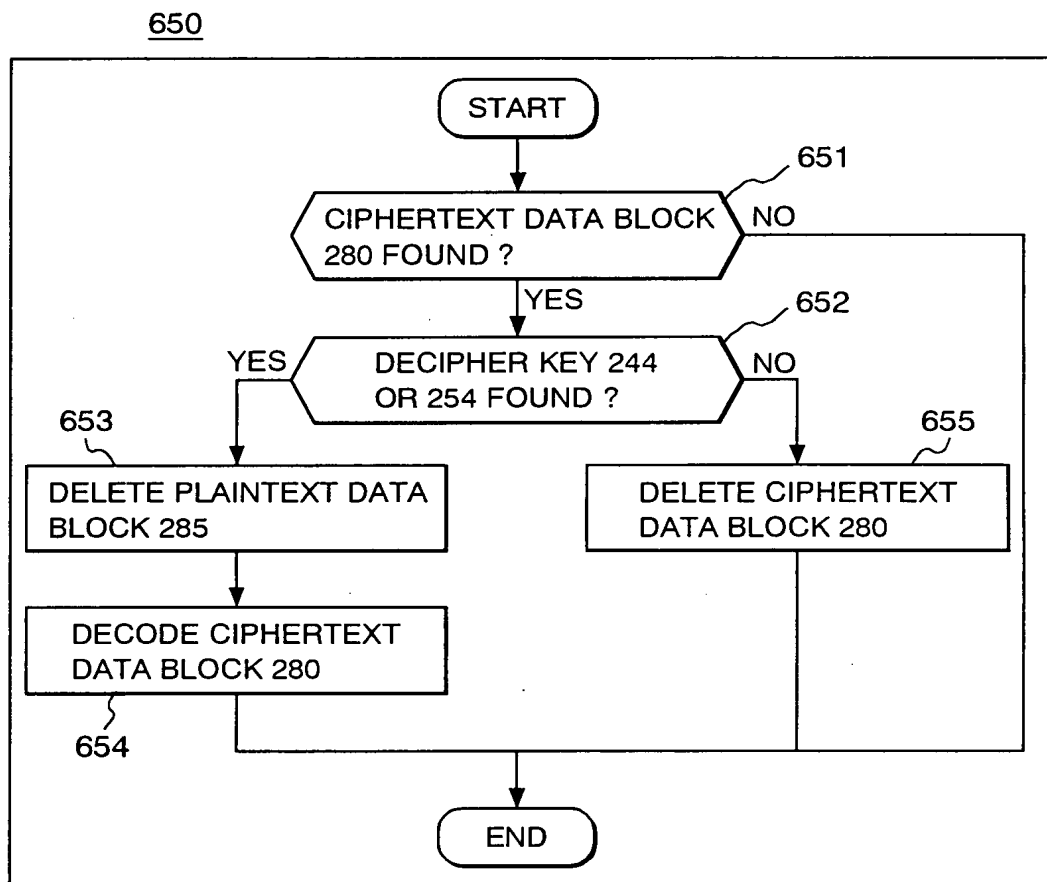 650
START
651
CIPHERTEXT DATA BLOCK
280 FOUND ?
NO
YES
652
YES
DECIPHER KEY 244
OR 254 FOUND ?
NO
653
655
DELETE PLAINTEXT DATA
BLOCK 285
DELETE CIPHERTEXT
DATA BLOCK 280
DECODE CIPHERTEXT
DATA BLOCK 280
654
END